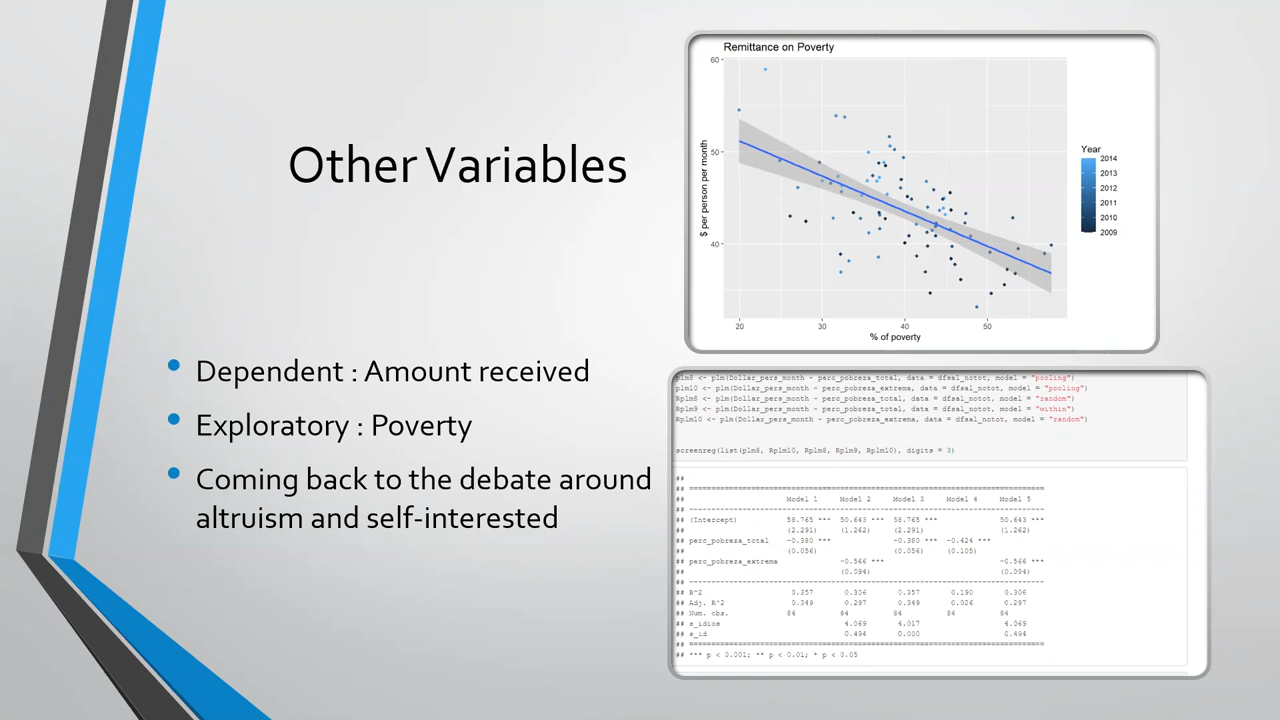 Other Variables
Dependent : Amount received
Exploratory : Poverty
Coming back to the debate around
altruism and self-interested
Remittance on Poverty
60
50
40
$ per person per month
20 30 40 50
% of poverty
Year
2014
2013
2012
2011
2010
2009
plm8 <- plm(Dollar_pers_month ~ perc_pobreza_total, data = dfsal_notot, model = "pooling")
plm10 <- plm(Dollar_pers_month ~ perc_pobreza_extrema, data = dfsal_notot, model = "pooling")
Rplm8 <- plm(Dollar_pers_month ~ perc_pobreza_total, data = dfsal_notot, model = "random")
Rplm9 <- plm(Dollar_pers_month ~ perc_pobreza_total, data = dfsal_notot, model = "within")
Rplm10 <- plm(Dollar_pers_month ~ perc_pobreza_extrema, data = dfsal_notot, model = "random")
screenreg(list(plm8, Rplm10, Rplm8, Rplm9, Rplm10), digits = 3)
##
## ================================================================================
## Model 1 Model 2 Model 3 Model 4 Model 5
## --------------------------------------------------------------------------------
## (Intercept) 58.765 *** 50.643 *** 58.765 *** 50.643 ***
## (2.291) (1.262) (2.291) (1.262)
## perc_pobreza_total -0.380 *** -0.380 *** -0.424 ***
## (0.056) (0.056) (0.105)
## perc_pobreza_extrema -0.566 *** -0.566 ***
## (0.094) (0.094)
## --------------------------------------------------------------------------------
## R^2 0.357 0.306 0.357 0.190 0.306
## Adj. R^2 0.349 0.297 0.349 0.026 0.297
## Num. obs. 84 84 84 84 84
## s_idios 4.069 4.017 4.069
## s_id 0.494 0.000 0.494
## ================================================================================
## *** p < 0.001; ** p < 0.01; * p < 0.05